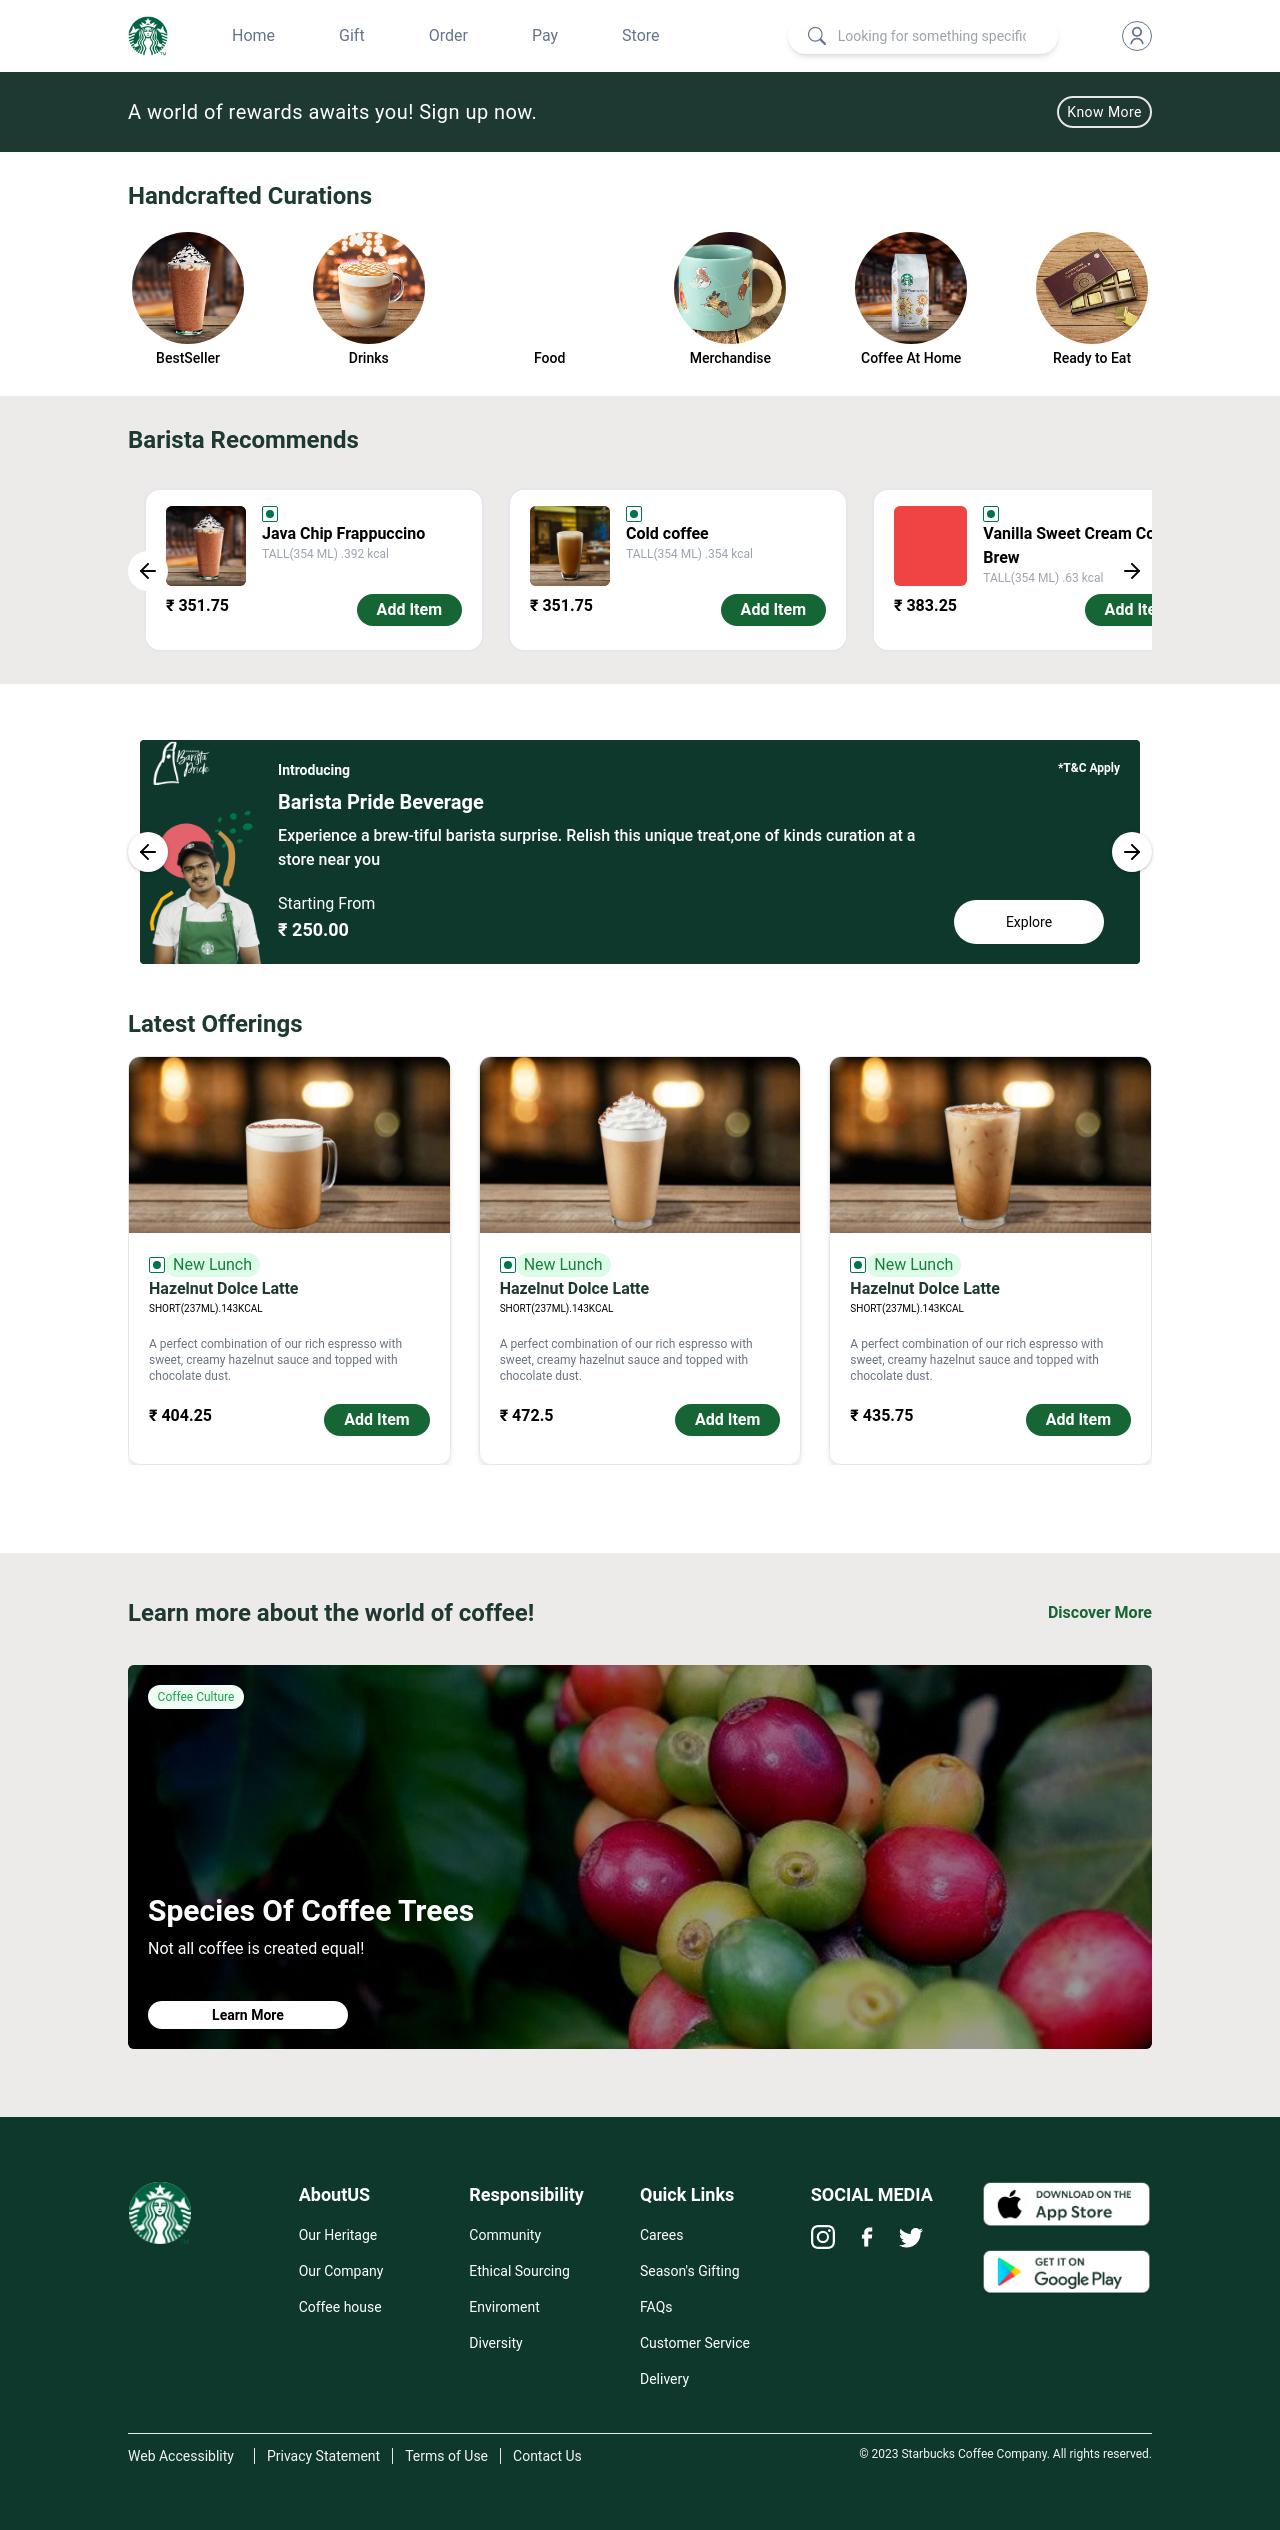 Home Gift Order Pay Store Looking for something specific
A world of rewards awaits you! Sign up now. Know More
Handcrafted Curations
BestSeller Drinks Food Merchandise Coffee At Home Ready to Eat
Barista Recommends
Java Chip Frappuccino
TALL(354 ML) .392 kcal
₹ 351.75 Add Item
Cold coffee
TALL(354 ML) .354 kcal
₹ 351.75 Add Item
Vanilla Sweet Cream Co
Brew
TALL(354 ML) .63 kcal
₹ 383.25 Add Ite
Barista
Pride
Introducing
*T&C Apply
Barista Pride Beverage
Experience a brew-tiful barista surprise. Relish this unique treat,one of kinds curation at a
store near you
Starting From
₹ 250.00
Explore
Latest Offerings
New Lunch
Hazelnut Dolce Latte
SHORT(237ML).143KCAL
A perfect combination of our rich espresso with
sweet, creamy hazelnut sauce and topped with
chocolate dust.
₹ 404.25 Add Item
New Lunch
Hazelnut Dolce Latte
SHORT(237ML).143KCAL
A perfect combination of our rich espresso with
sweet, creamy hazelnut sauce and topped with
chocolate dust.
₹ 472.5 Add Item
New Lunch
Hazelnut Dolce Latte
SHORT(237ML).143KCAL
A perfect combination of our rich espresso with
sweet, creamy hazelnut sauce and topped with
chocolate dust.
₹ 435.75 Add Item
Learn more about the world of coffee! Discover More
Coffee Culture
Species Of Coffee Trees
Not all coffee is created equal!
Learn More
AboutUS
Our Heritage
Our Company
Coffee house
Responsibility
Community
Ethical Sourcing
Enviroment
Diversity
Quick Links
Carees
Season's Gifting
FAQs
Customer Service
Delivery
SOCIAL MEDIA
DOWNLOAD ON THE
App Store
GET IT ON
Google Play
Web Accessiblity Privacy Statement Terms of Use Contact Us
© 2023 Starbucks Coffee Company. All rights reserved.